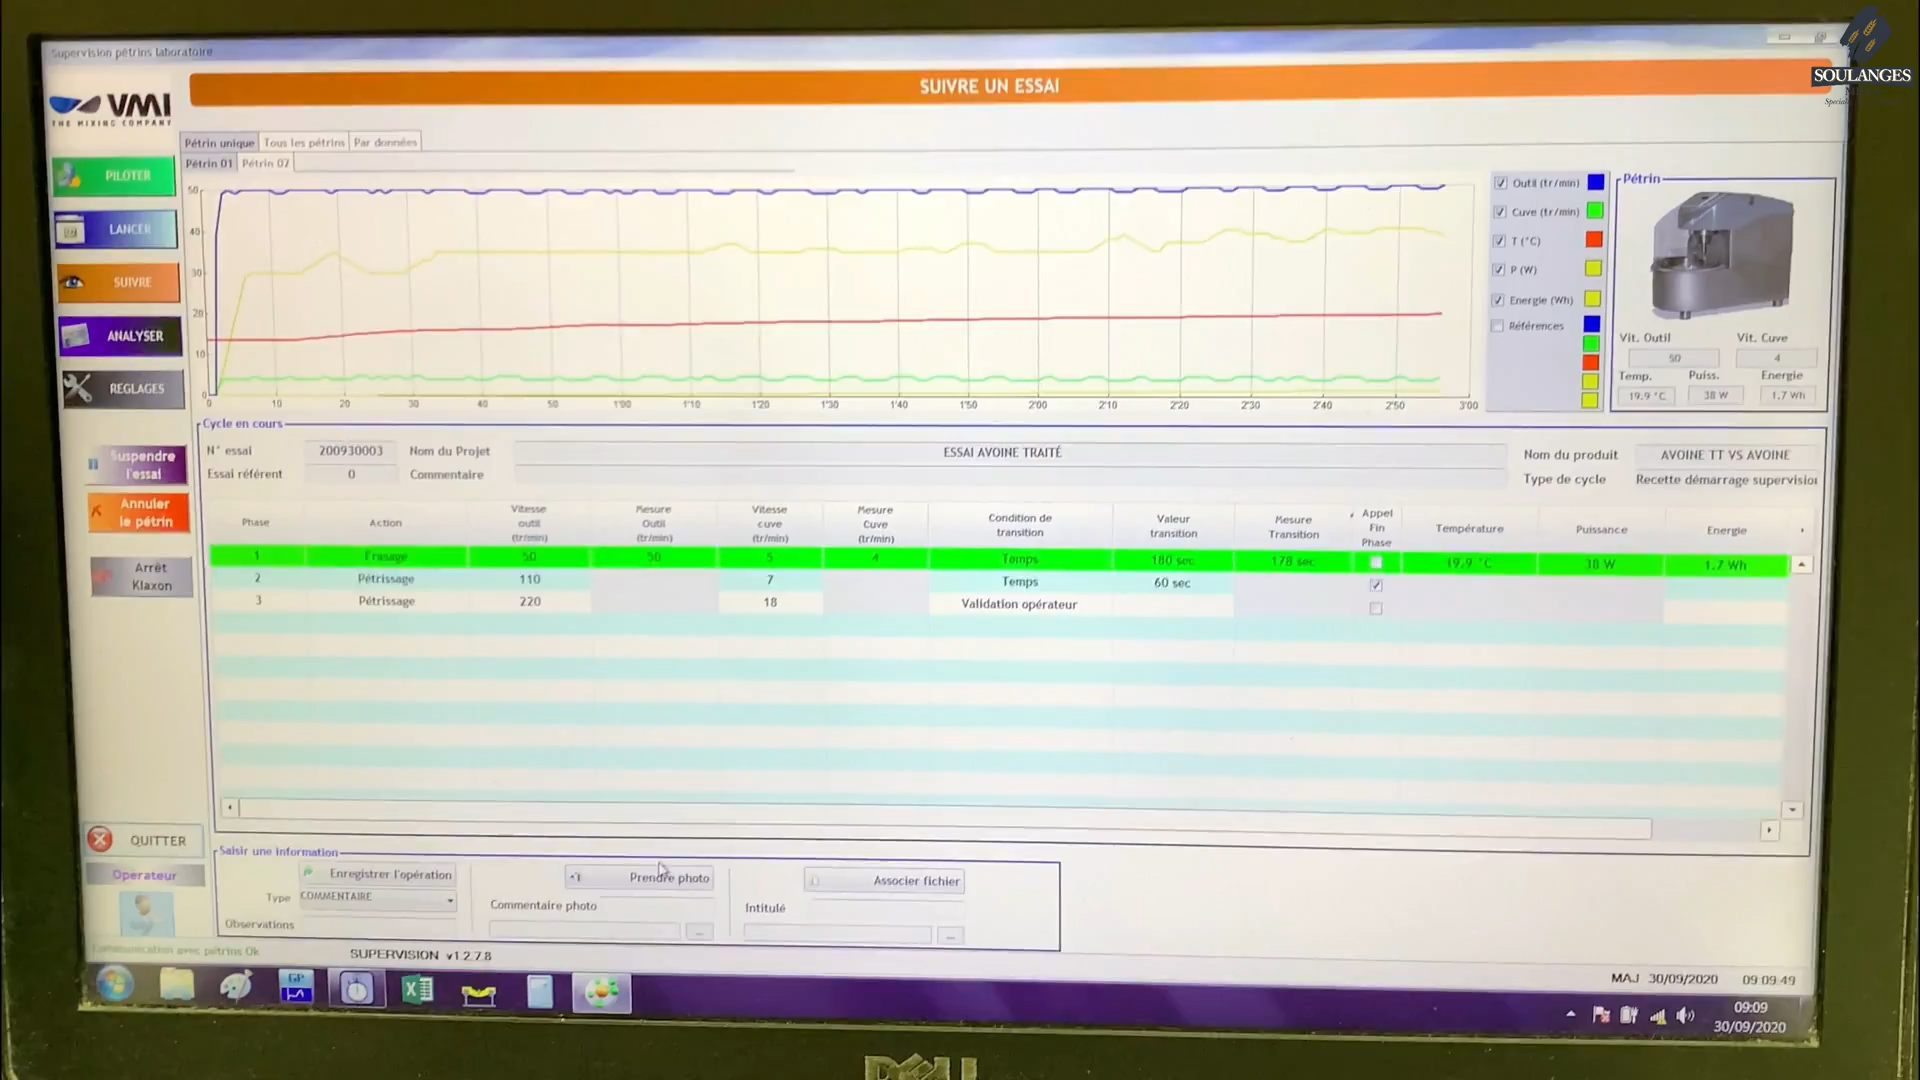 SOULANGES
Supervision pétrins laboratoire
VMI
THE MIXING COMPANY
SUIVRE UN ESSAI
Pétrin unique Tous les pétrins Par données
Pétrin 01 Pétrin 07
PILOTER
LANCER
SUIVRE
ANALYSER
REGLAGES
50
40
30
20
10
0
0 10 20 30 40 50 1'00 1'10 1'20 1'30 1'40 1'50 2'00 2'10 2'20 2'30 2'40 2'50 3'00
Outil (tr/min)
Cuve (tr/min)
T (°C)
P (W)
Energie (Wh)
Références
Pétrin
Vit. Outil Vit. Cuve
50 4
Temp. Puiss. Energie
19.9 °C 38 W 1.7 Wh
Cycle en cours
N° essai 200930003 Nom du Projet ESSAI AVOINE TRAITÉ Nom du produit AVOINE TT VS AVOINE
Essai référent 0 Commentaire Type de cycle Recette démarrage supervision
Suspendre l'essai
Annuler le pétrin
Arrêt Klaxon
Phase Action Vitesse outil (tr/min) Mesure Outil (tr/min) Vitesse cuve (tr/min) Mesure Cuve (tr/min) Condition de transition Valeur transition Mesure Transition Appel Fin Phase Température Puissance Energie
1 Frasage 50 50 5 4 Temps 180 sec 178 sec 19.9 °C 38 W 1.7 Wh
2 Pétrissage 110 7 Temps 60 sec
3 Pétrissage 220 18 Validation opérateur
QUITTER
Operateur
Saisir une information
Enregistrer l'opération Prendre photo Associer fichier
Type COMMENTAIRE Commentaire photo Intitulé
Observations ... ...
Communication avec pétrins Ok
SUPERVISION v1.2.7.8
MAJ 30/09/2020 09:09:49
GP
09:09
30/09/2020
DELL